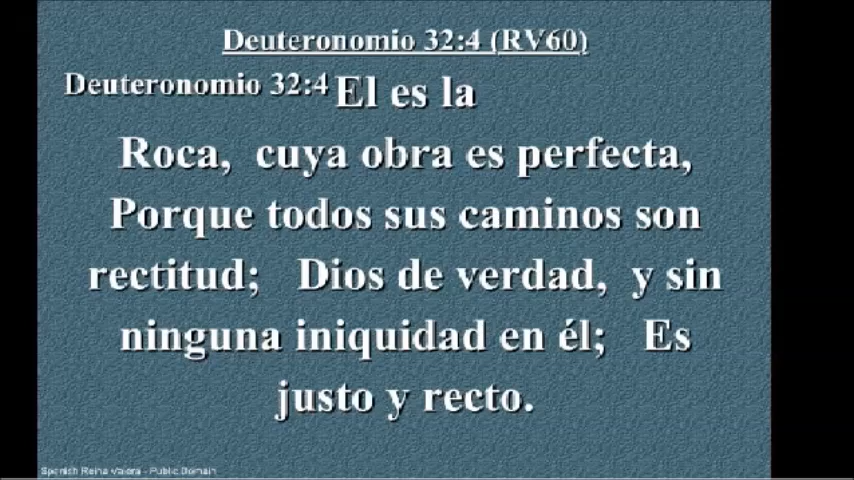 Deuteronomio 32:4 (RV60)
Deuteronomio 32:4 El es la
Roca, cuya obra es perfecta,
Porque todos sus caminos son
rectitud; Dios de verdad, y sin
ninguna iniquidad en él; Es
justo y recto.
Spanish Reina Valera - Public Domain